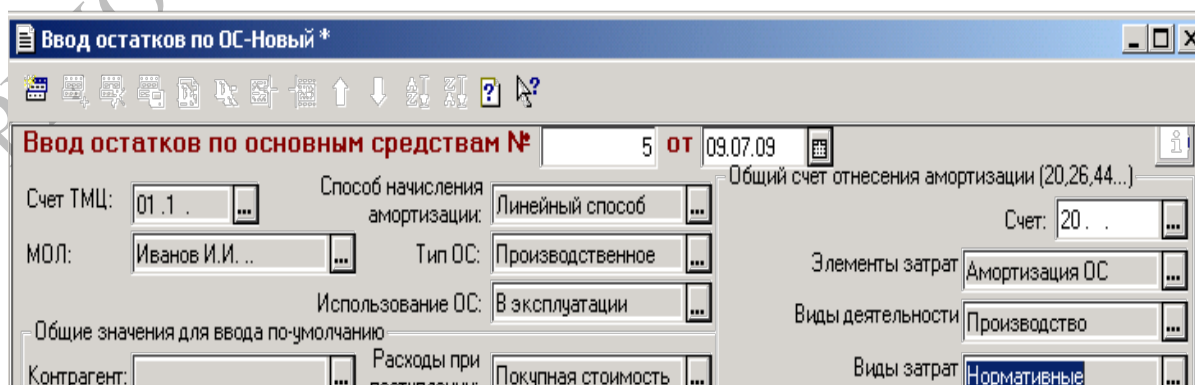 Ввод остатков по ОС-Новый *
Ввод остатков по основным средствам № 5 от 09.07.09
Счет ТМЦ: 01 .1 . ...
Способ начисления амортизации: Линейный способ ...
Общий счет отнесения амортизации (20,26,44...)
Счет: 20 . . ...
МОЛ: Иванов И.И. .. ...
Тип ОС: Производственное ...
Элементы затрат Амортизация ОС ...
Использование ОС: В эксплуатации ...
Виды деятельности Производство ...
Общие значения для ввода по-умолчанию
Контрагент: ...
Расходы при
Покупная стоимость ...
Виды затрат Нормативные ...